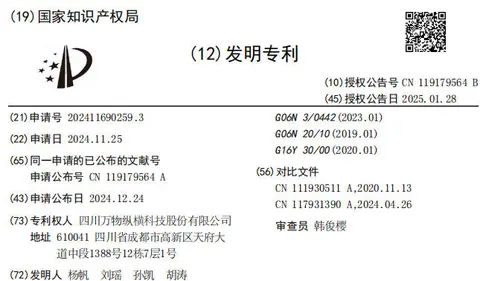 (19)国家知识产权局
(12)发明专利
(10)授权公告号 CN 119179564 B
(45)授权公告日 2025.01.28
(21)申请号 202411690259.3
(22)申请日 2024.11.25
(65)同一申请的已公布的文献号
申请公布号 CN 119179564 A
(43)申请公布日 2024.12.24
(73)专利权人 四川万物纵横科技股份有限公司
地址 610041 四川省成都市高新区天府大
道中段1388号12栋7层1号
(72)发明人 杨帆 刘瑶 孙凯 胡涛
G06N 3/0442(2023.01)
G06N 20/10(2019.01)
G16Y 30/00(2020.01)
(56)对比文件
CN 111930511 A,2020.11.13
CN 117931390 A,2024.04.26
审查员 韩俊樱